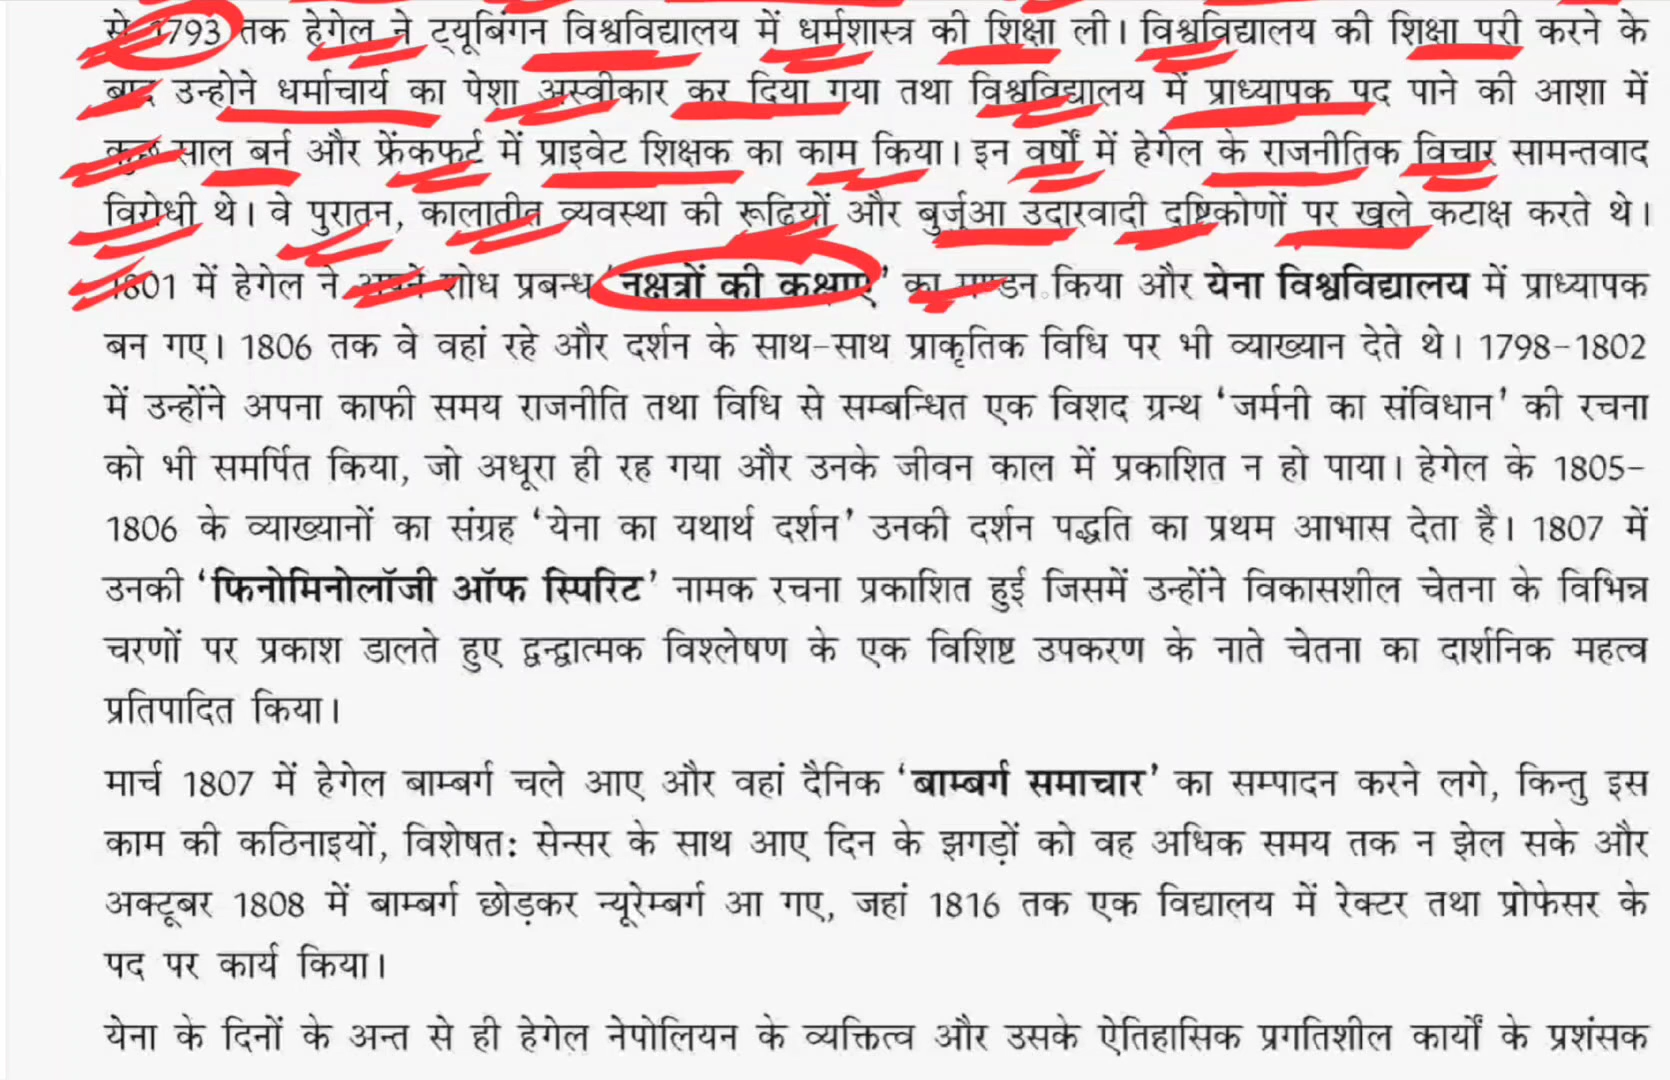 से 1793 तक हेगेल ने ट्यूबिंगन विश्वविद्यालय में धर्मशास्त्र की शिक्षा ली। विश्वविद्यालय की शिक्षा पूरी करने के
बाद उन्होने धर्माचार्य का पेशा अस्वीकार कर दिया गया तथा विश्वविद्यालय में प्राध्यापक पद पाने की आशा में
कुछ साल बर्न और फ्रेंकफर्ट में प्राइवेट शिक्षक का काम किया। इन वर्षों में हेगेल के राजनीतिक विचार सामन्तवाद
विरोधी थे। वे पुरातन, कालातीत व्यवस्था की रूढ़ियों और बुर्जुआ उदारवादी दृष्टिकोणों पर खुले कटाक्ष करते थे।
1801 में हेगेल ने अपने शोध प्रबन्ध 'नक्षत्रों की कक्षाएं' का किया और येना विश्वविद्यालय में प्राध्यापक
बन गए। 1806 तक वे वहां रहे और दर्शन के साथ-साथ प्राकृतिक विधि पर भी व्याख्यान देते थे। 1798-1802
में उन्होंने अपना काफी समय राजनीति तथा विधि से सम्बन्धित एक विशद ग्रन्थ 'जर्मनी का संविधान' की रचना
को भी समर्पित किया, जो अधूरा ही रह गया और उनके जीवन काल में प्रकाशित न हो पाया। हेगेल के 1805-
1806 के व्याख्यानों का संग्रह 'येना का यथार्थ दर्शन' उनकी दर्शन पद्धति का प्रथम आभास देता है। 1807 में
उनकी 'फिनोमिनोलॉजी ऑफ स्पिरिट' नामक रचना प्रकाशित हुई जिसमें उन्होंने विकासशील चेतना के विभिन्न
चरणों पर प्रकाश डालते हुए द्वन्द्वात्मक विश्लेषण के एक विशिष्ट उपकरण के नाते चेतना का दार्शनिक महत्व
प्रतिपादित किया।
मार्च 1807 में हेगेल बाम्बर्ग चले आए और वहां दैनिक 'बाम्बर्ग समाचार' का सम्पादन करने लगे, किन्तु इस
काम की कठिनाइयों, विशेषतः सेन्सर के साथ आए दिन के झगड़ों को वह अधिक समय तक न झेल सके और
अक्टूबर 1808 में बाम्बर्ग छोड़कर न्यूरेम्बर्ग आ गए, जहां 1816 तक एक विद्यालय में रेक्टर तथा प्रोफेसर के
पद पर कार्य किया।
येना के दिनों के अन्त से ही हेगेल नेपोलियन के व्यक्तित्व और उसके ऐतिहासिक प्रगतिशील कार्यों के प्रशंसक